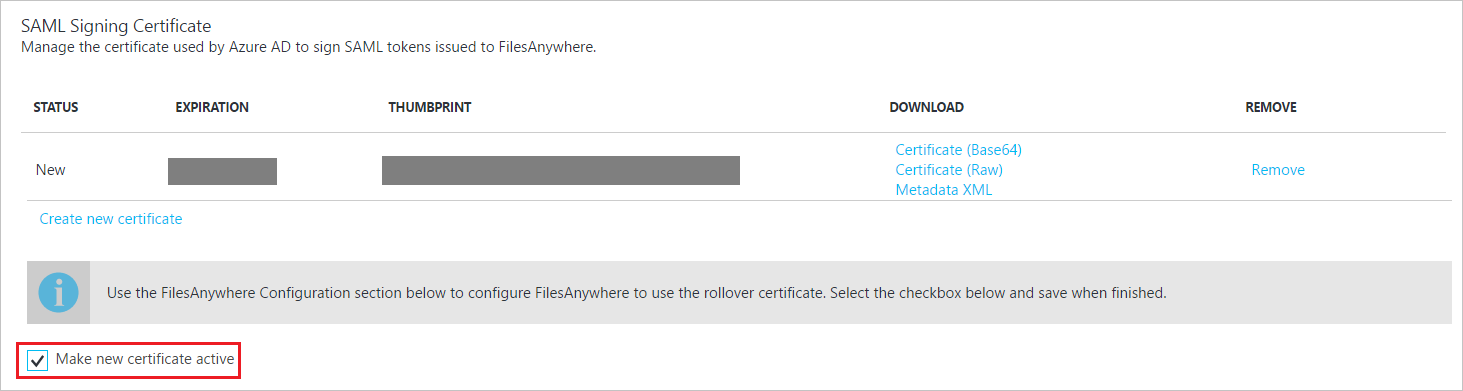 SAML Signing Certificate
Manage the certificate used by Azure AD to sign SAML tokens issued to FilesAnywhere.
STATUS EXPIRATION THUMBPRINT DOWNLOAD REMOVE
Certificate (Base64)
New Certificate (Raw) Remove
Metadata XML
Create new certificate
Use the FilesAnywhere Configuration section below to configure FilesAnywhere to use the rollover certificate. Select the checkbox below and save when finished.
Make new certificate active